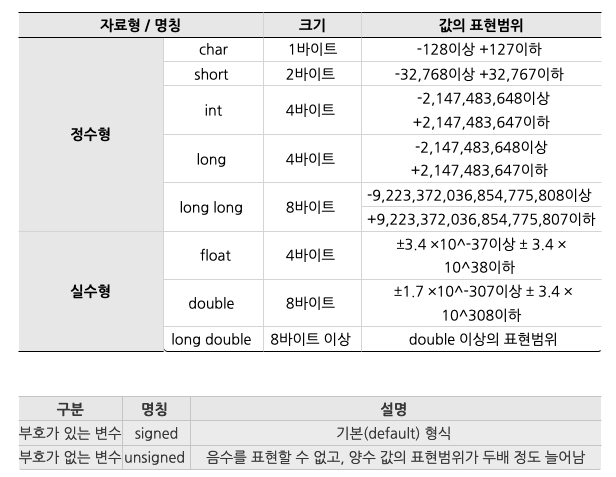 자료형 / 명칭 크기 값의 표현범위
정수형 char 1바이트 -128이상 +127이하
short 2바이트 -32,768이상 +32,767이하
int 4바이트 -2,147,483,648이상
+2,147,483,647이하
long 4바이트 -2,147,483,648이상
+2,147,483,647이하
long long 8바이트 -9,223,372,036,854,775,808이상
+9,223,372,036,854,775,807이하
실수형 float 4바이트 ±3.4 ×10^-37이상 ± 3.4 ×
10^38이하
double 8바이트 ±1.7 ×10^-307이상 ± 3.4 ×
10^308이하
long double 8바이트 이상 double 이상의 표현범위
구분 명칭 설명
부호가 있는 변수 signed 기본(default) 형식
부호가 없는 변수 unsigned 음수를 표현할 수 없고, 양수 값의 표현범위가 두배 정도 늘어남